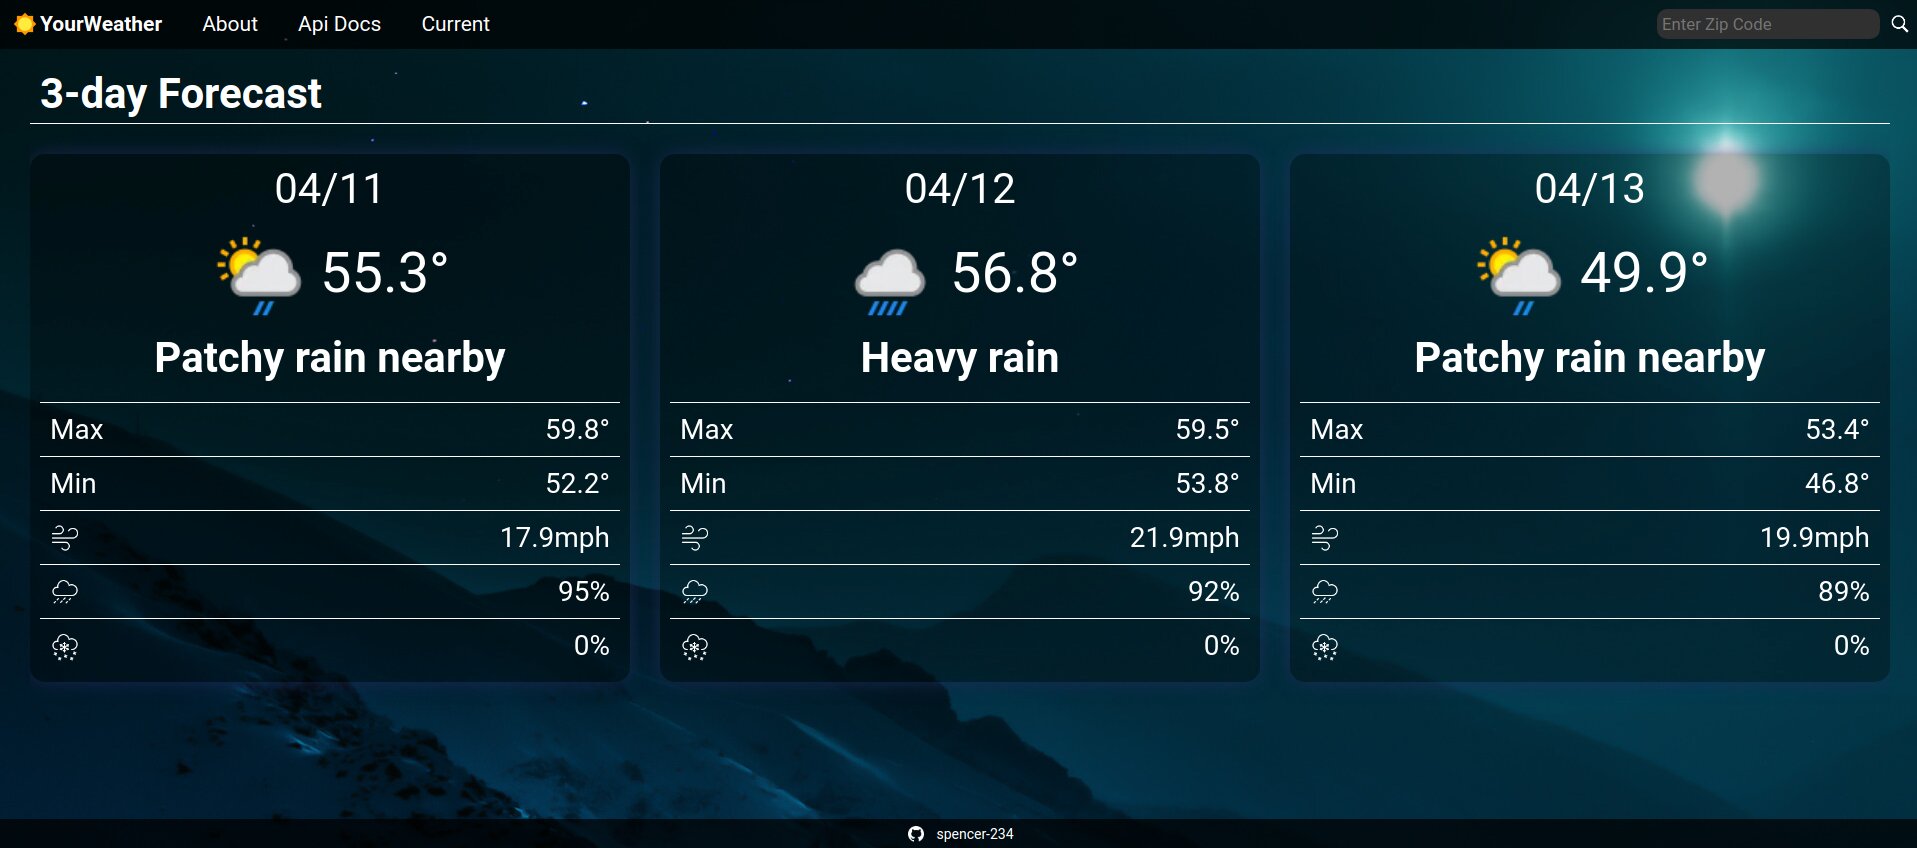 YourWeather About Api Docs Current Enter Zip Code
3-day Forecast
04/11
55.3°
Patchy rain nearby
Max 59.8°
Min 52.2°
17.9mph
95%
0%
04/12
56.8°
Heavy rain
Max 59.5°
Min 53.8°
21.9mph
92%
0%
04/13
49.9°
Patchy rain nearby
Max 53.4°
Min 46.8°
19.9mph
89%
0%
spencer-234